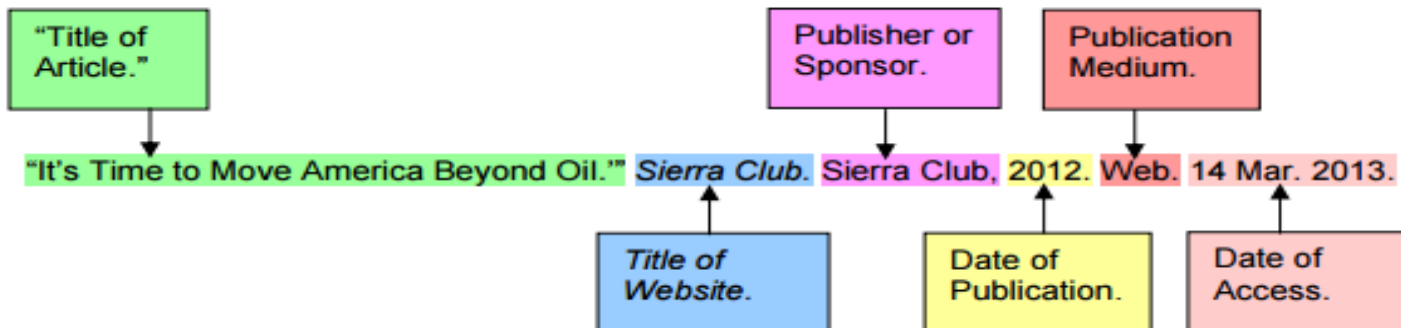 “Title of
Article.”
Publisher or
Sponsor.
Publication
Medium.
“It’s Time to Move America Beyond Oil.’” Sierra Club. Sierra Club, 2012. Web. 14 Mar. 2013.
Title of
Website.
Date of
Publication.
Date of
Access.